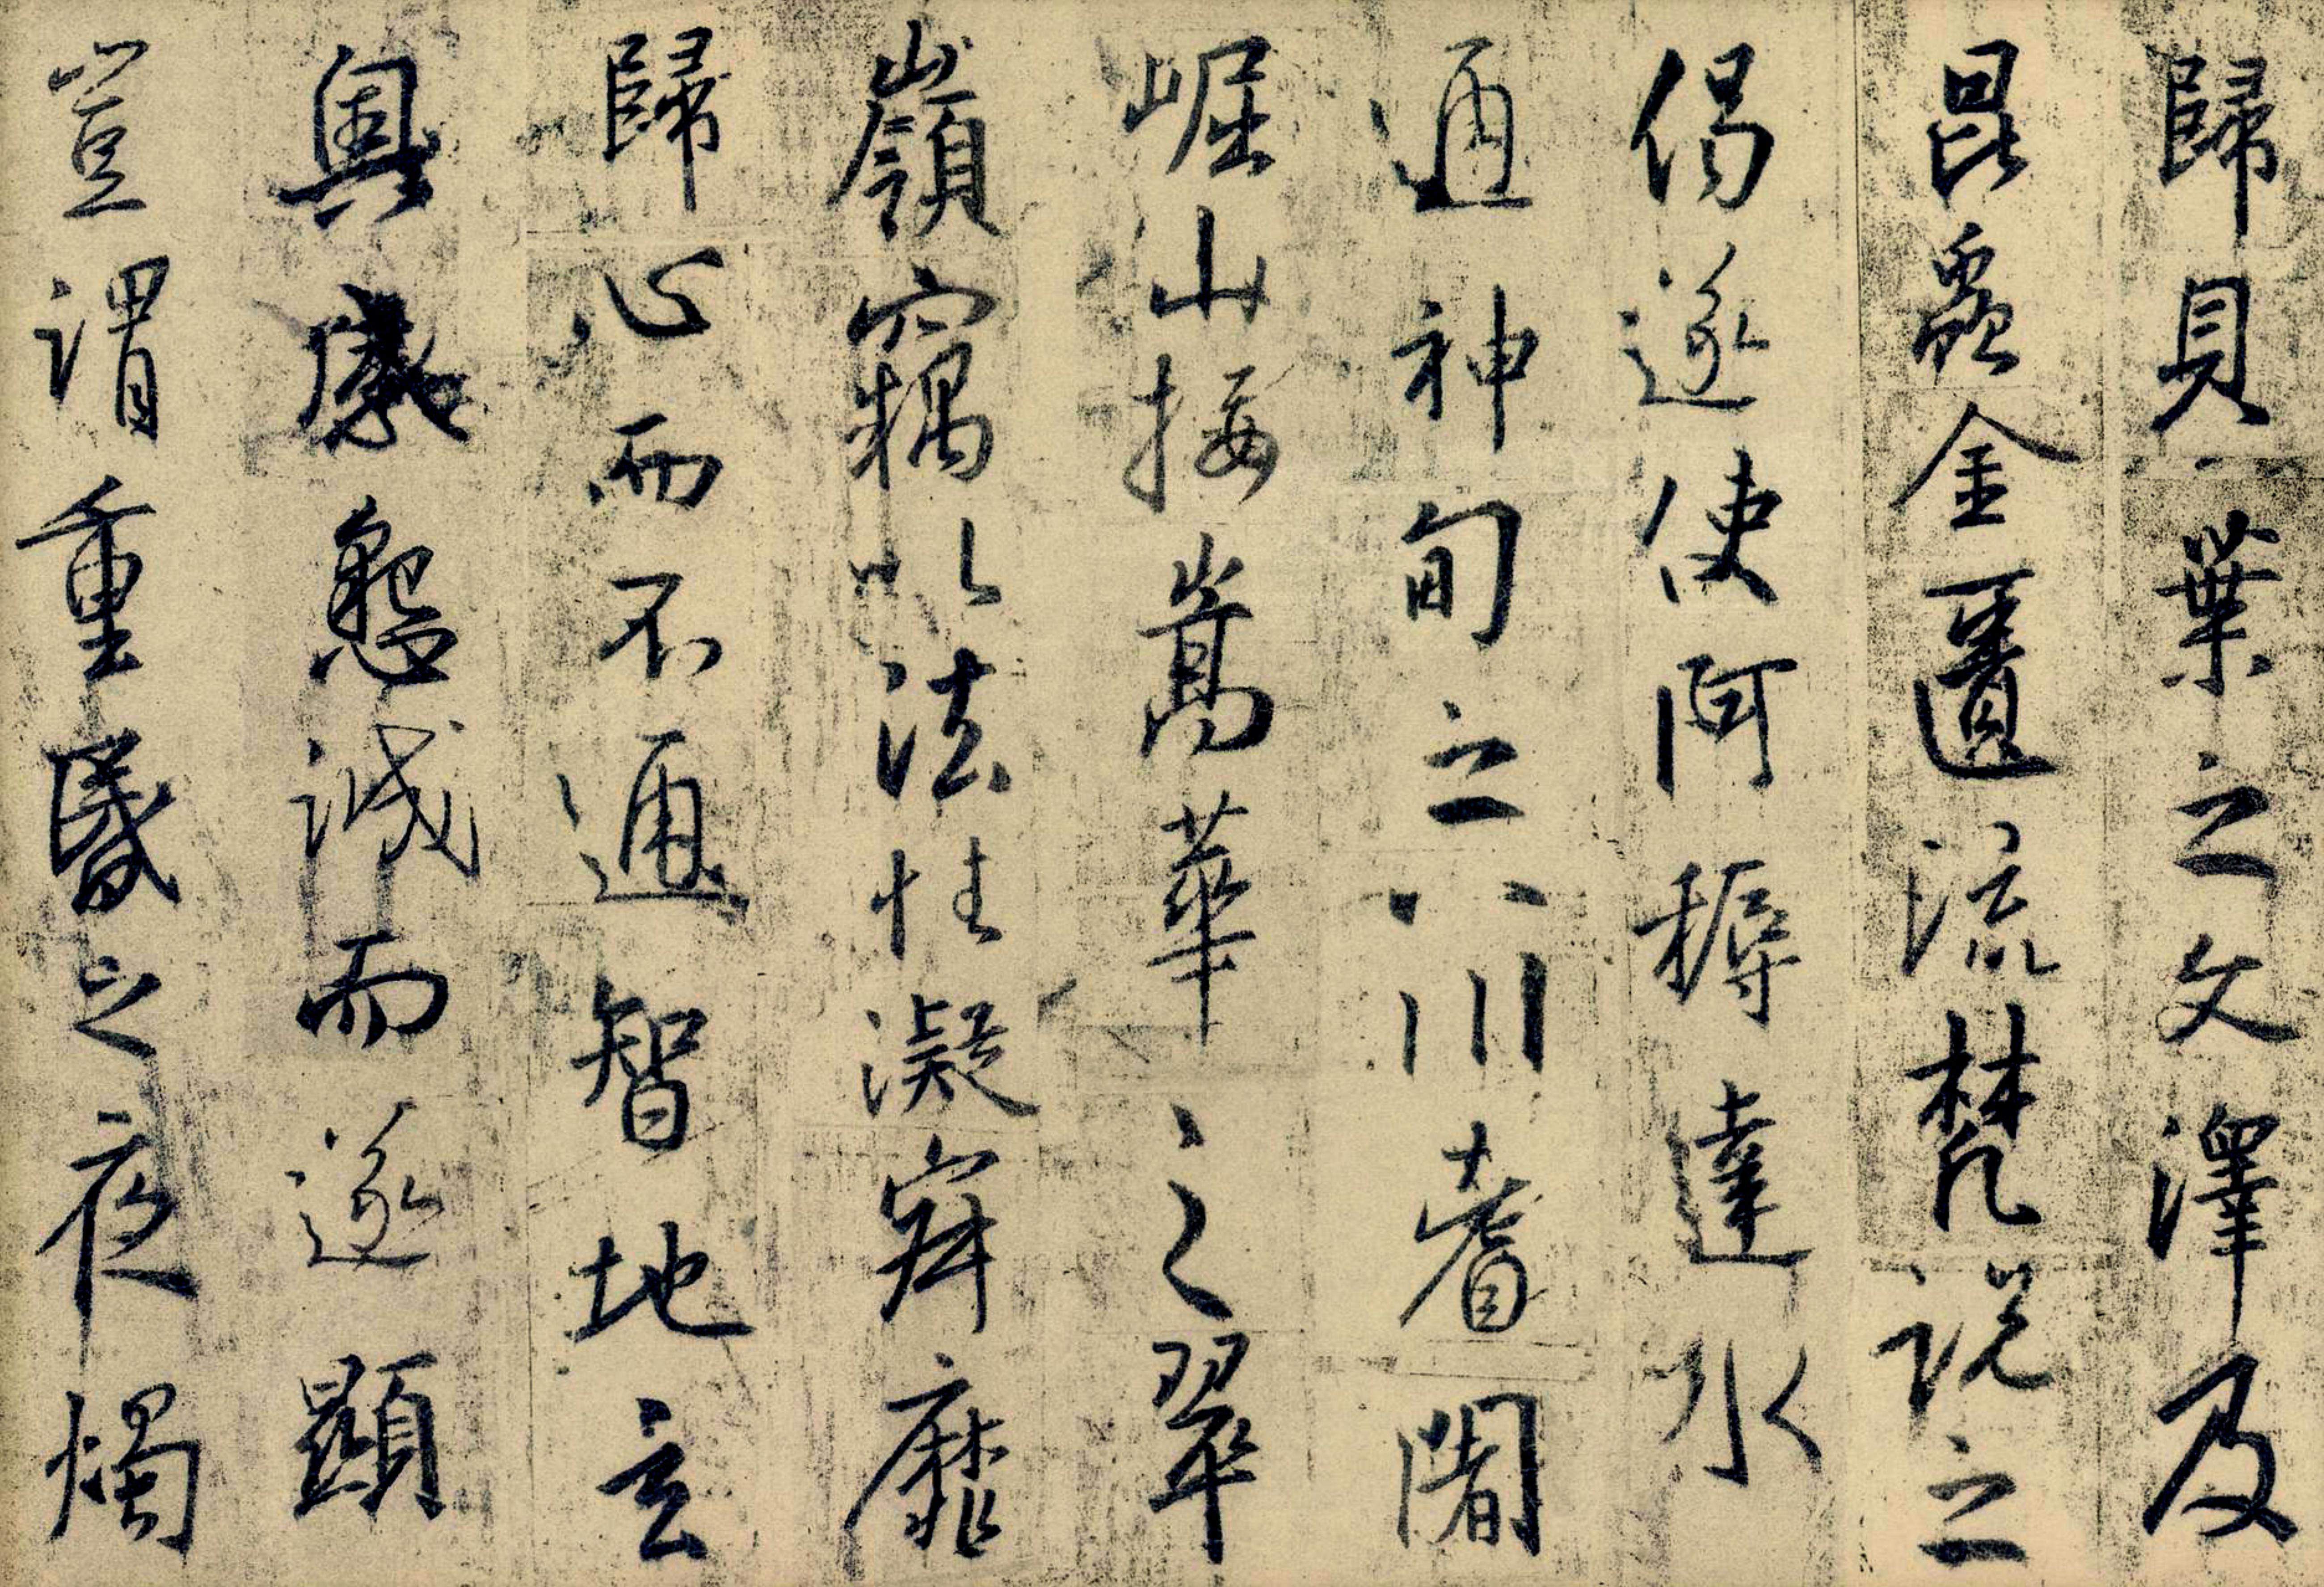 歸貝葉之文澤及
昆蟲金匱流梵說之
偈遂使阿耨達水
通神甸之八川耆闍
崛山接嵩華之翠
嶺竊以法性凝寂靡
歸心而不通智地玄
奧感懇誠而遂顯
豈謂重昬之夜燭